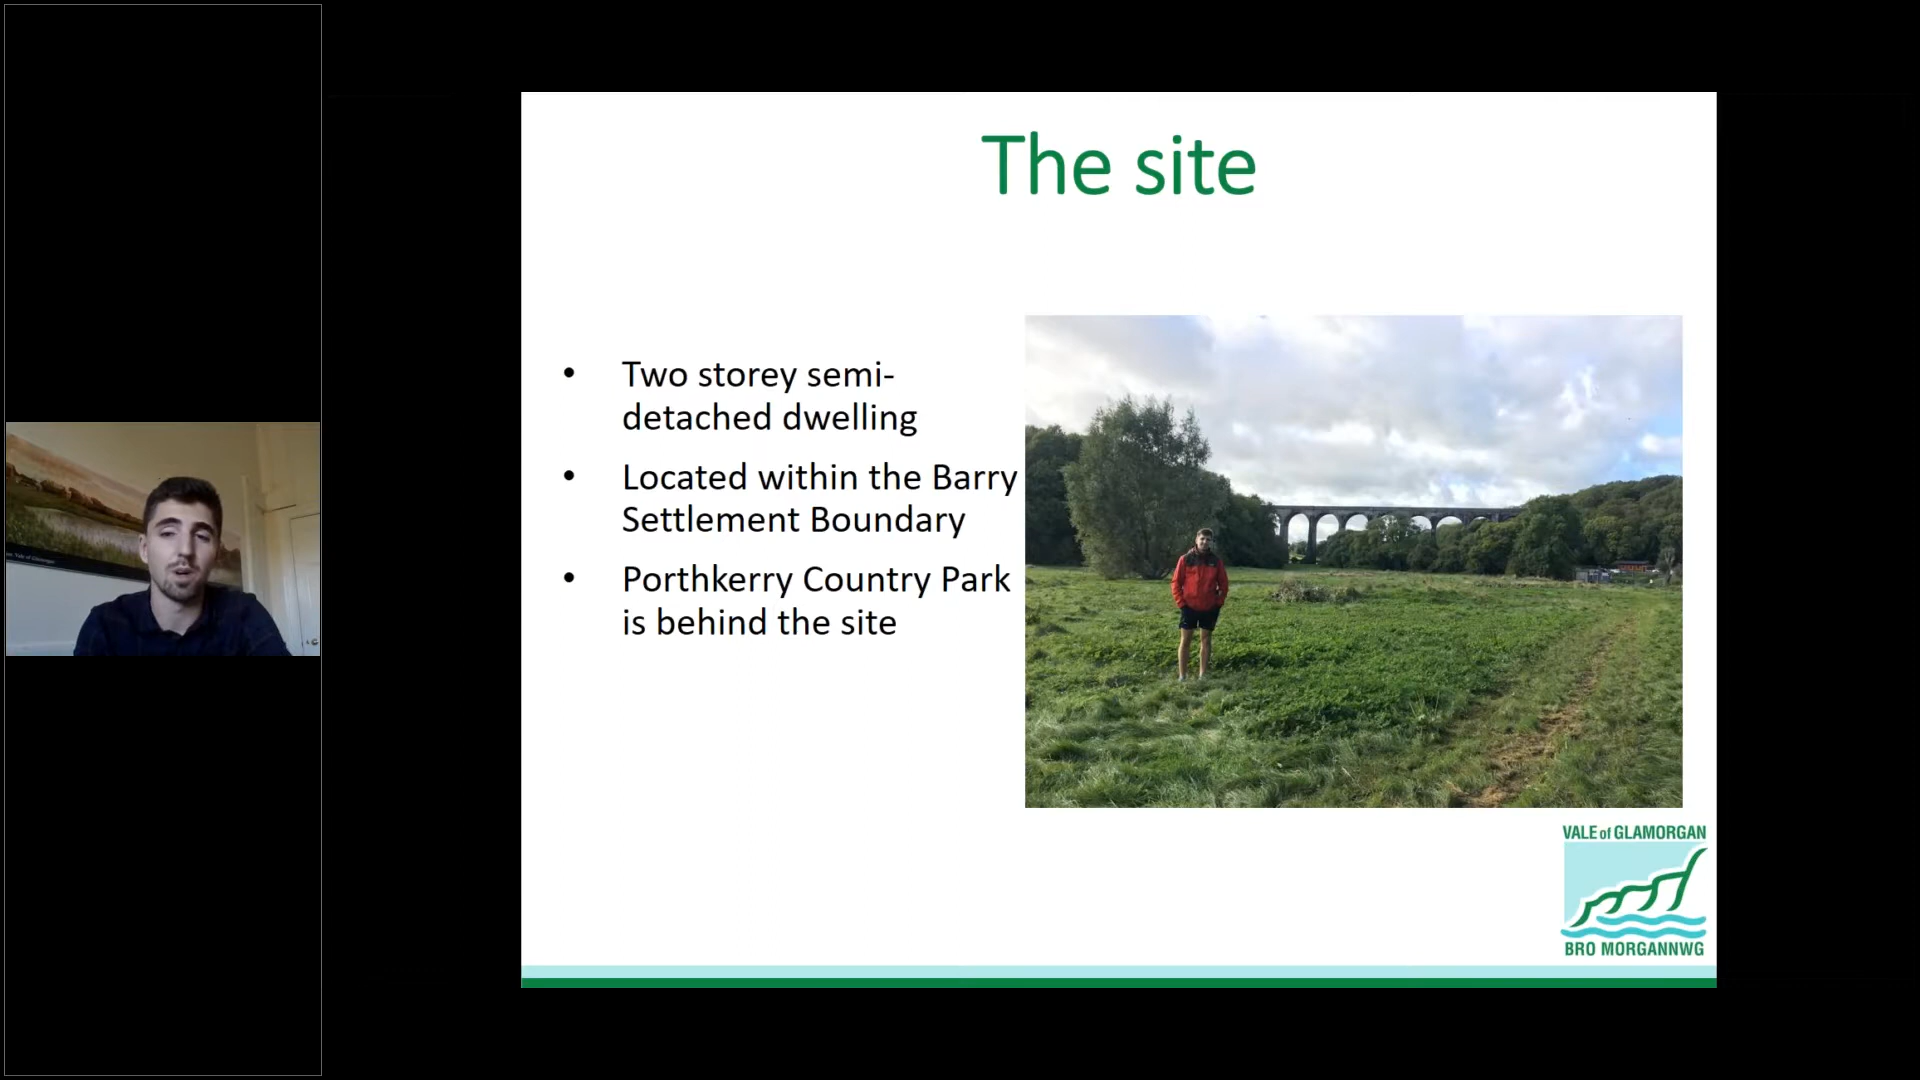 The site
• Two storey semi-
detached dwelling
• Located within the Barry
Settlement Boundary
• Porthkerry Country Park
is behind the site
VALE of GLAMORGAN
BRO MORGANNWG